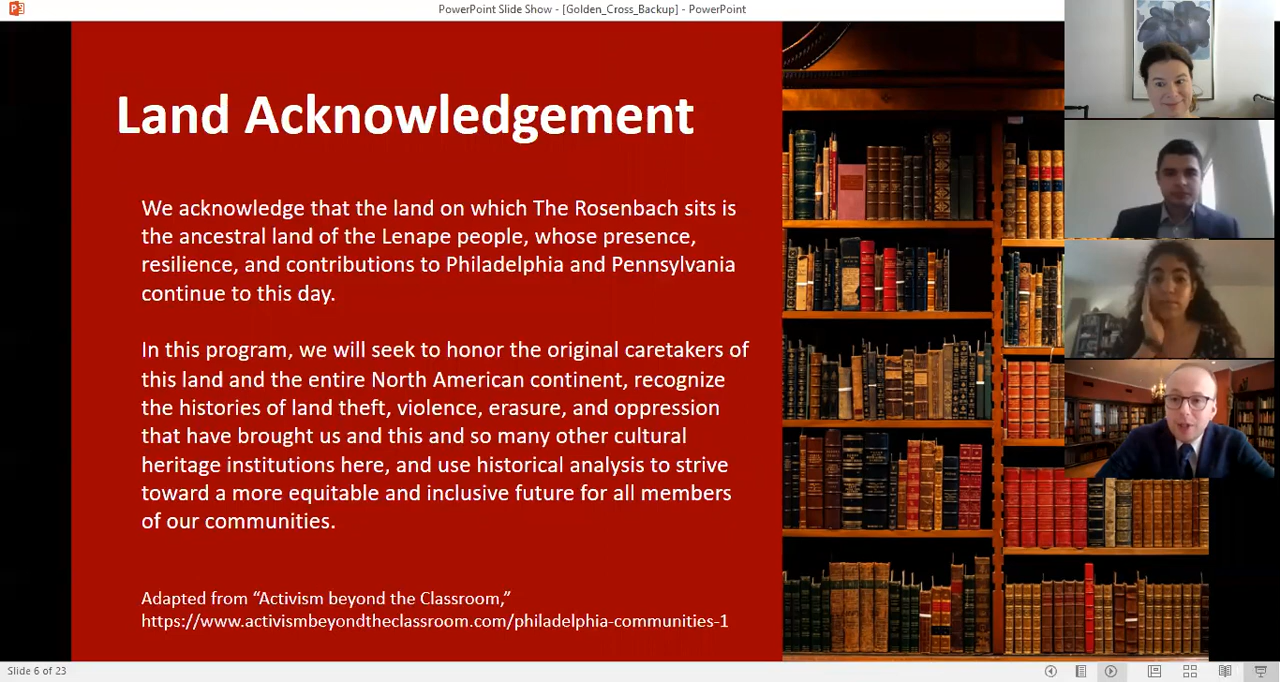 PowerPoint Slide Show - [Golden_Cross_Backup] - PowerPoint
Land Acknowledgement
We acknowledge that the land on which The Rosenbach sits is
the ancestral land of the Lenape people, whose presence,
resilience, and contributions to Philadelphia and Pennsylvania
continue to this day.
In this program, we will seek to honor the original caretakers of
this land and the entire North American continent, recognize
the histories of land theft, violence, erasure, and oppression
that have brought us and this and so many other cultural
heritage institutions here, and use historical analysis to strive
toward a more equitable and inclusive future for all members
of our communities.
Adapted from “Activism beyond the Classroom,”
https://www.activismbeyondtheclassroom.com/philadelphia-communities-1
Slide 6 of 23